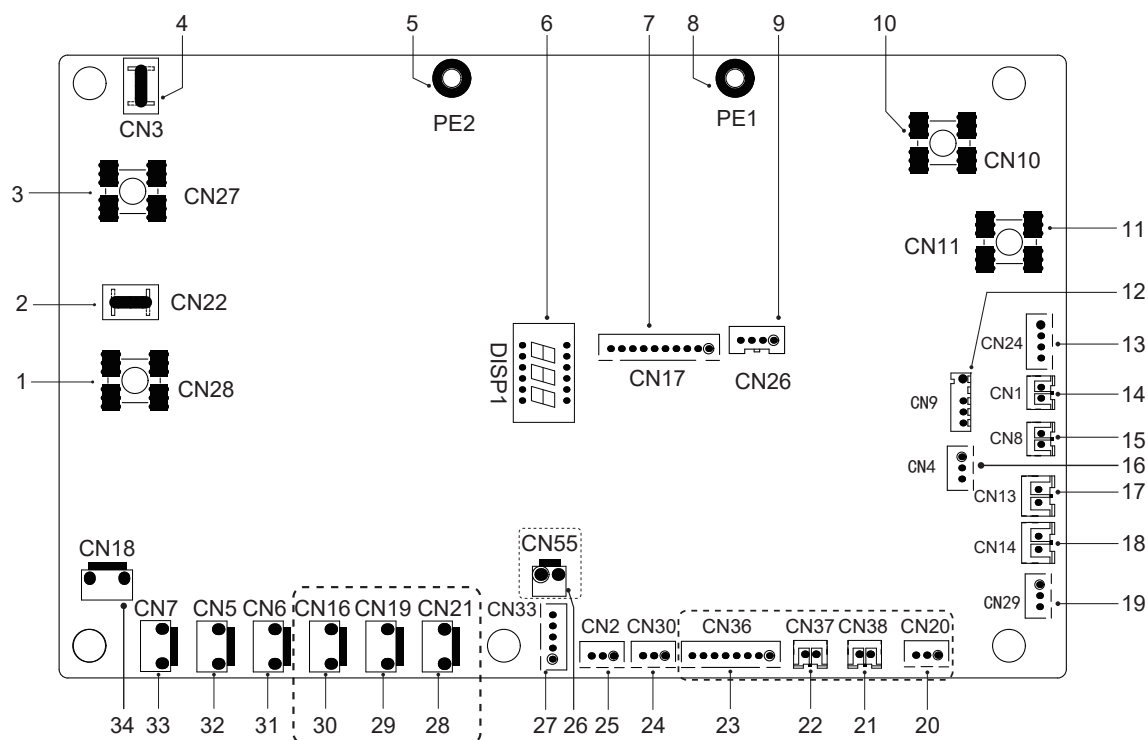 4 5 6 7 8 9 10
CN3
PE2
PE1
CN10
3
CN27
11
CN11
2
CN22
12
CN24
13
DISP1
CN17
CN26
1
CN28
CN9
CN1
14
CN8
15
CN4
16
CN13
17
CN55
CN18
CN14
18
CN7 CN5 CN6 CN16 CN19 CN21
CN33
CN2 CN30 CN36 CN37 CN38 CN20
CN29
19
34 33 32 31 30 29 28 27 26 25 24 23 22 21 20